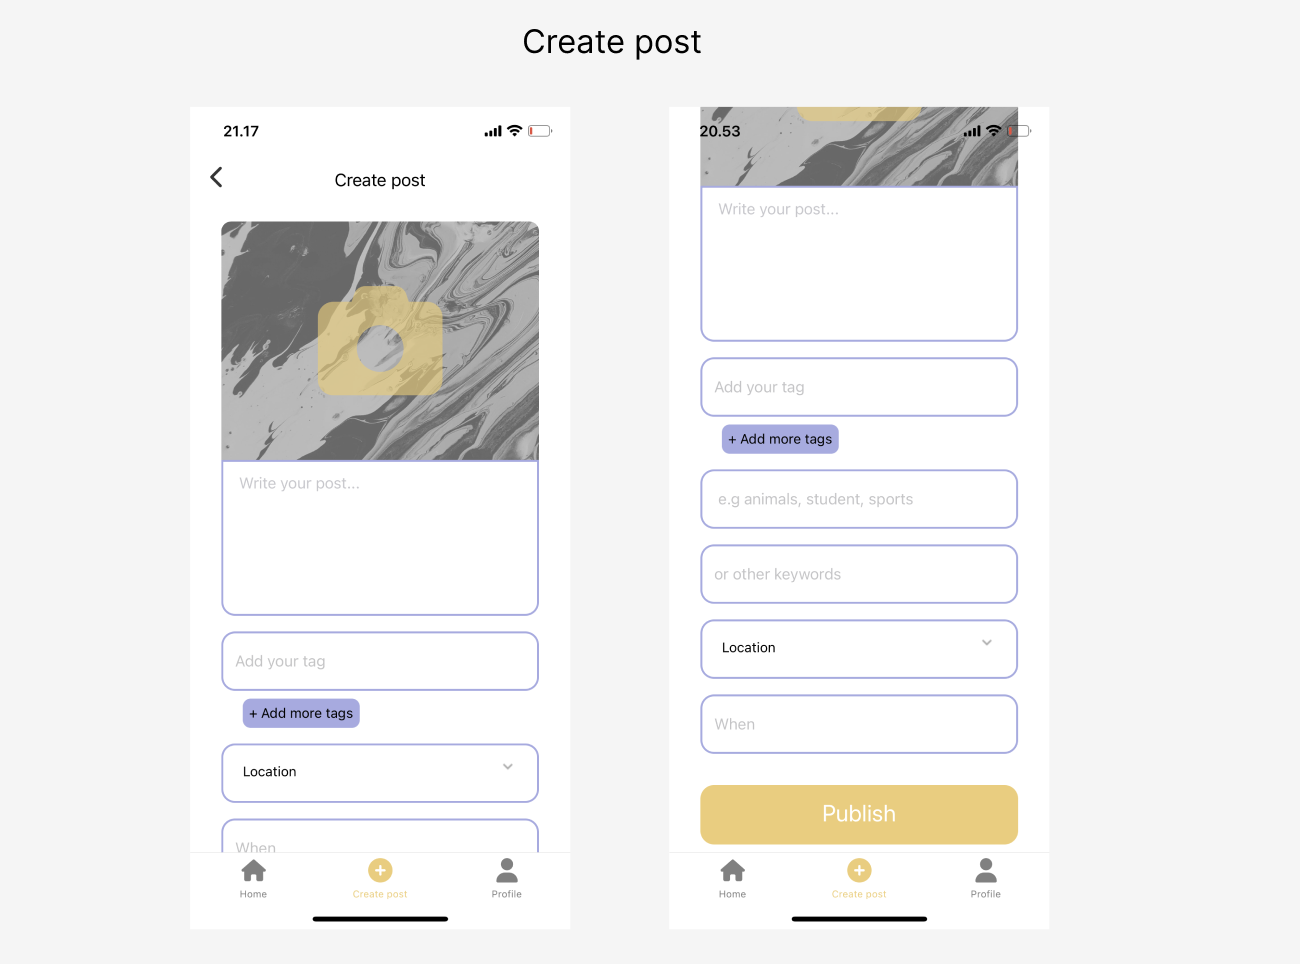 Create post
21.17
Create post
Write your post...
Add your tag
+ Add more tags
Location
When
Home
Create post
Profile
20.53
Write your post...
Add your tag
+ Add more tags
e.g animals, student, sports
or other keywords
Location
When
Publish
Home
Create post
Profile